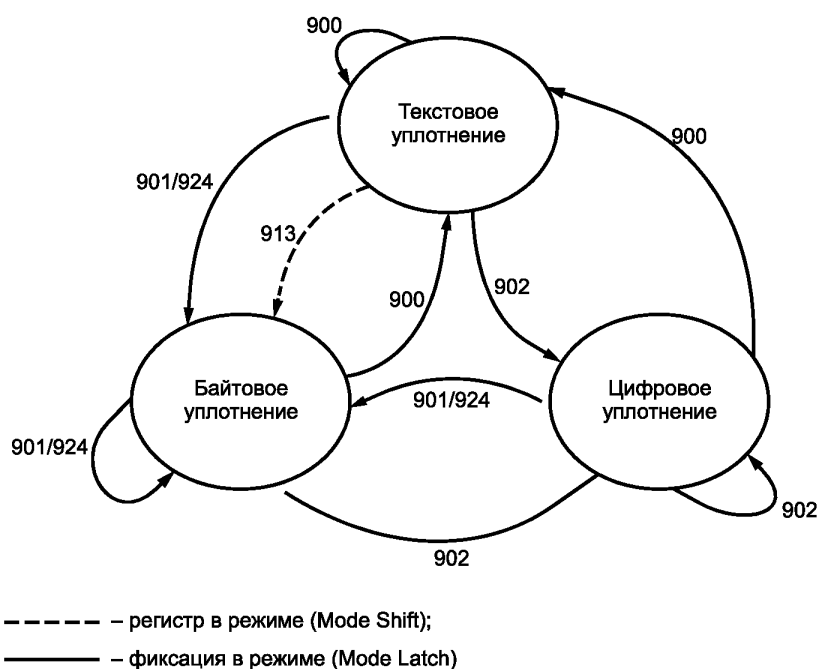 900
Текстовое
уплотнение
900
901/924
913
900
902
Байтовое
уплотнение
901/924
Цифровое
уплотнение
901/924
902
902
– регистр в режиме (Mode Shift);
– фиксация в режиме (Mode Latch)